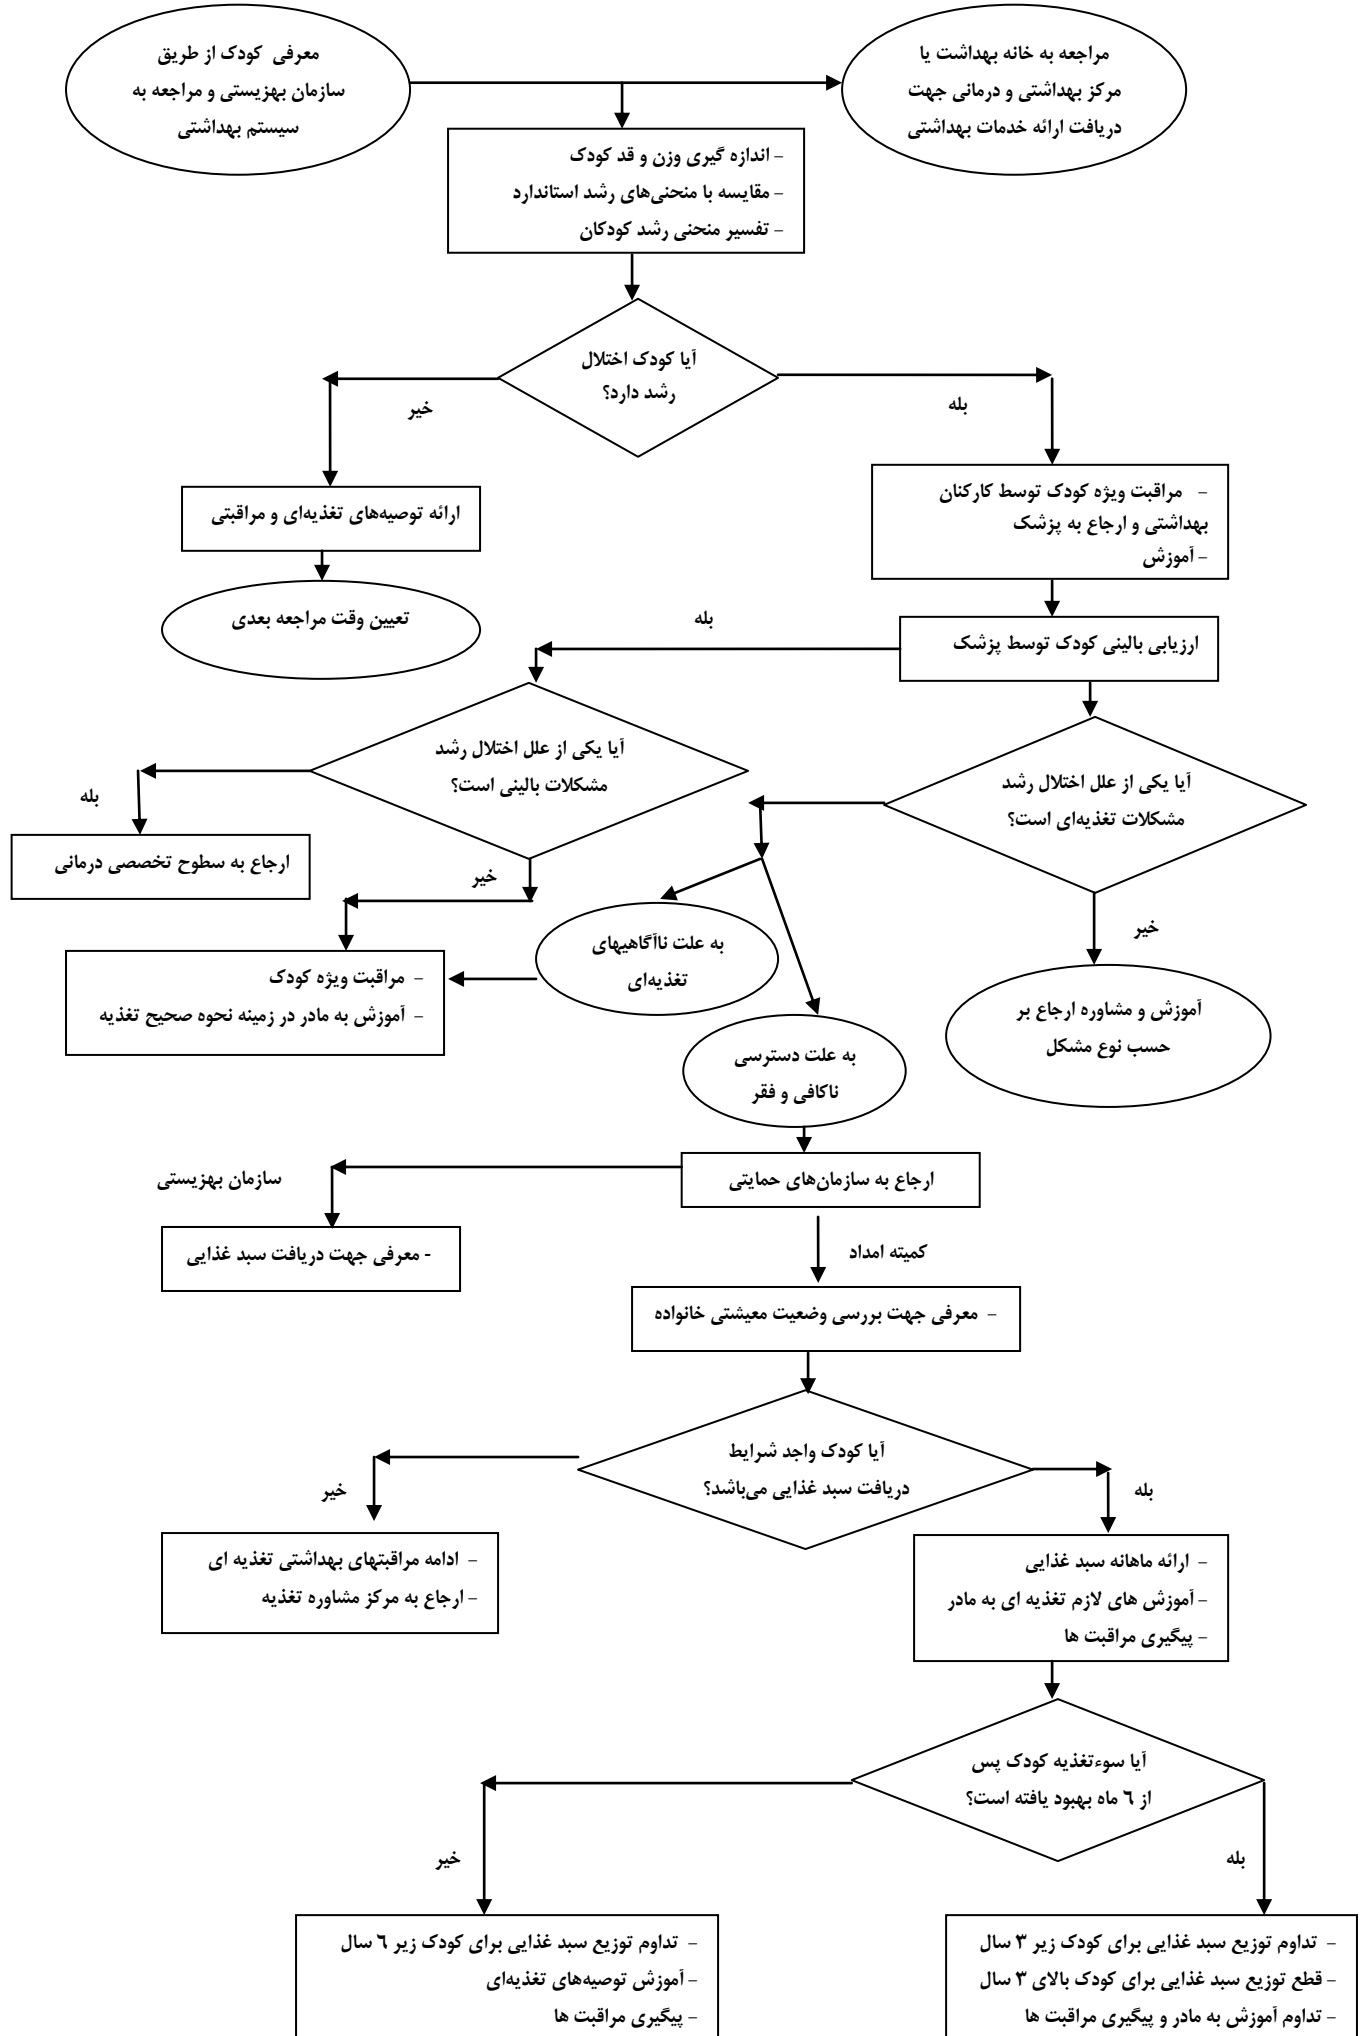 معرفی کودک از طریق
سازمان بهزیستی و مراجعه به
سیستم بهداشتی
مراجعه به خانه بهداشت یا
مرکز بهداشتی و درمانی جهت
دریافت ارائه خدمات بهداشتی
- اندازه گیری وزن و قد کودک
- مقایسه با منحنی‌های رشد استاندارد
- تفسیر منحنی رشد کودکان
آیا کودک اختلال
رشد دارد؟
خیر
بله
ارائه توصیه‌های تغذیه‌ای و مراقبتی
تعیین وقت مراجعه بعدی
- مراقبت ویژه کودک توسط کارکنان
بهداشتی و ارجاع به پزشک
- آموزش
ارزیابی بالینی کودک توسط پزشک
بله
آیا یکی از علل اختلال رشد
مشکلات بالینی است؟
آیا یکی از علل اختلال رشد
مشکلات تغذیه‌ای است؟
بله
ارجاع به سطوح تخصصی درمانی
خیر
- مراقبت ویژه کودک
- آموزش به مادر در زمینه نحوه صحیح تغذیه
به علت ناآگاهیهای
تغذیه‌ای
خیر
آموزش و مشاوره ارجاع بر
حسب نوع مشکل
به علت دسترسی
ناکافی و فقر
ارجاع به سازمان‌های حمایتی
سازمان بهزیستی
- معرفی جهت دریافت سبد غذایی
کمیته امداد
- معرفی جهت بررسی وضعیت معیشتی خانواده
آیا کودک واجد شرایط
دریافت سبد غذایی می‌باشد؟
خیر
بله
- ادامه مراقبتهای بهداشتی تغذیه ای
- ارجاع به مرکز مشاوره تغذیه
- ارائه ماهانه سبد غذایی
- آموزش های لازم تغذیه ای به مادر
- پیگیری مراقبت ها
آیا سوءتغذیه کودک پس
از ٦ ماه بهبود یافته است؟
خیر
بله
- تداوم توزیع سبد غذایی برای کودک زیر ٦ سال
- آموزش توصیه‌های تغذیه‌ای
- پیگیری مراقبت ها
- تداوم توزیع سبد غذایی برای کودک زیر ٣ سال
- قطع توزیع سبد غذایی برای کودک بالای ٣ سال
- تداوم آموزش به مادر و پیگیری مراقبت ها